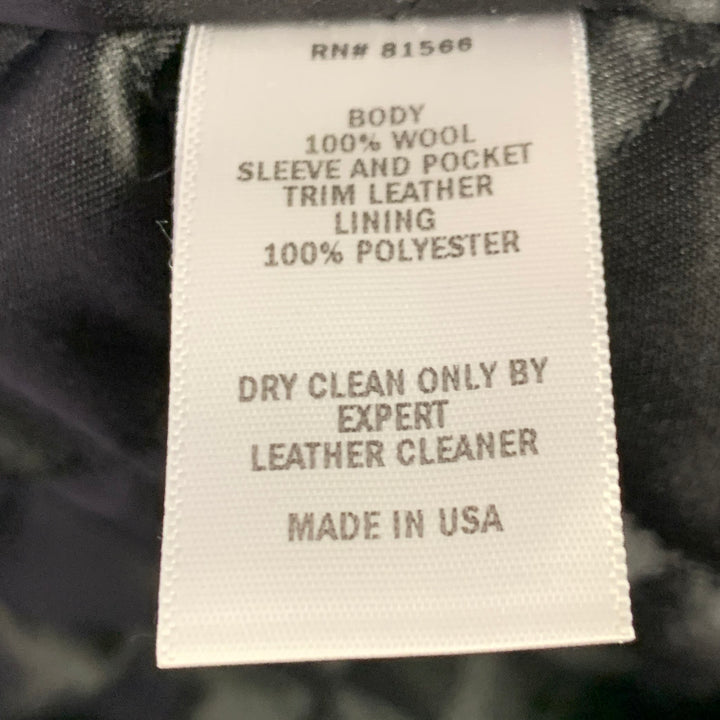 RN# 81566
BODY
100% WOOL
SLEEVE AND POCKET
TRIM LEATHER
LINING
100% POLYESTER
DRY CLEAN ONLY BY
EXPERT
LEATHER CLEANER
MADE IN USA